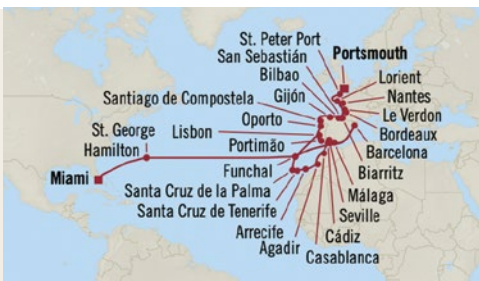 St. Peter Port
San Sebastián
Portsmouth
Bilbao
Lorient
Gijón
Nantes
Santiago de Compostela
Le Verdon
Oporto
Bordeaux
St. George
Lisbon
Barcelona
Hamilton
Portimão
Biarritz
Miami
Funchal
Málaga
Santa Cruz de la Palma
Seville
Santa Cruz de Tenerife
Cádiz
Arrecife
Agadir
Casablanca